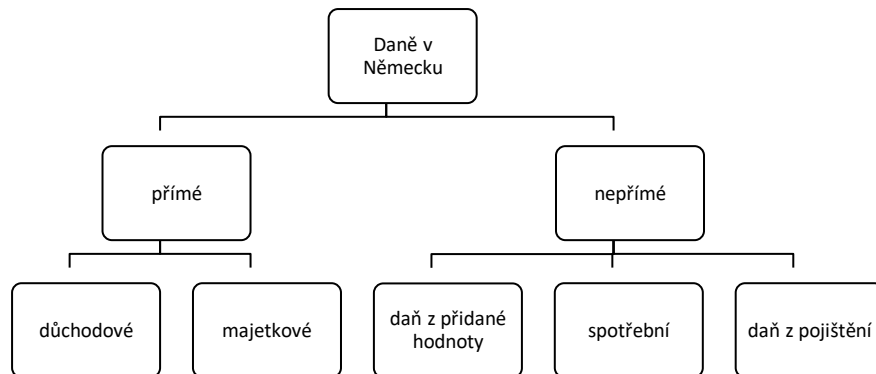 Daně v
Německu
přímé
nepřímé
důchodové
majetkové
daň z přidané
hodnoty
spotřební
daň z pojištění